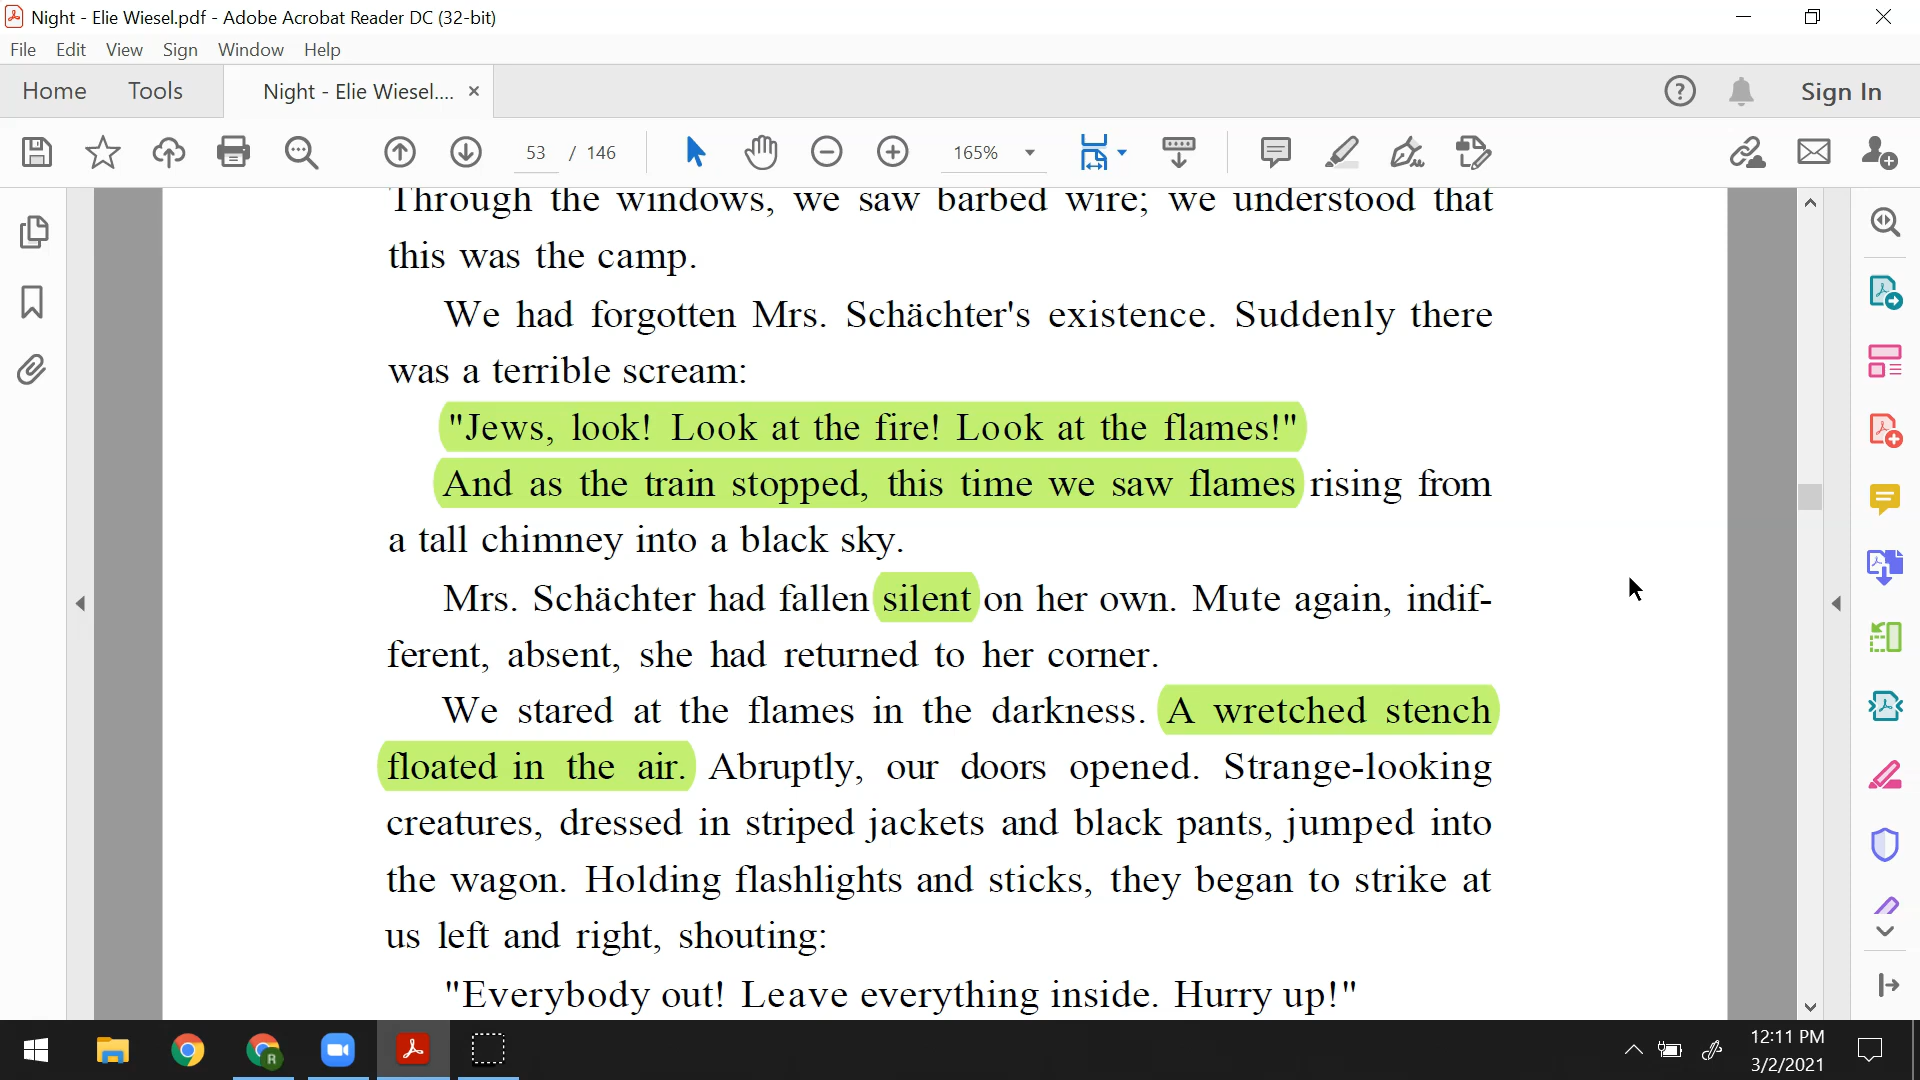 Night - Elie Wiesel.pdf - Adobe Acrobat Reader DC (32-bit)
File Edit View Sign Window Help
Home Tools Night - Elie Wiesel.... × Sign In
53 / 146 165%
Through the windows, we saw barbed wire; we understood that
this was the camp.
We had forgotten Mrs. Schächter's existence. Suddenly there
was a terrible scream:
"Jews, look! Look at the fire! Look at the flames!"
And as the train stopped, this time we saw flames rising from
a tall chimney into a black sky.
Mrs. Schächter had fallen silent on her own. Mute again, indif-
ferent, absent, she had returned to her corner.
We stared at the flames in the darkness. A wretched stench
floated in the air. Abruptly, our doors opened. Strange-looking
creatures, dressed in striped jackets and black pants, jumped into
the wagon. Holding flashlights and sticks, they began to strike at
us left and right, shouting:
"Everybody out! Leave everything inside. Hurry up!"
R
12:11 PM
3/2/2021